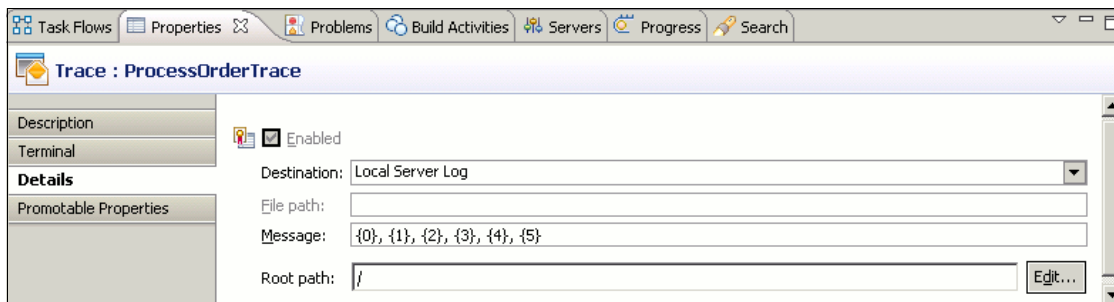 Task Flows Properties Problems Build Activities Servers Progress Search
Trace : ProcessOrderTrace
Description
Enabled
Terminal
Destination: Local Server Log
Details
Promotable Properties
File path:
Message: {0}, {1}, {2}, {3}, {4}, {5}
Root path: / Edit...